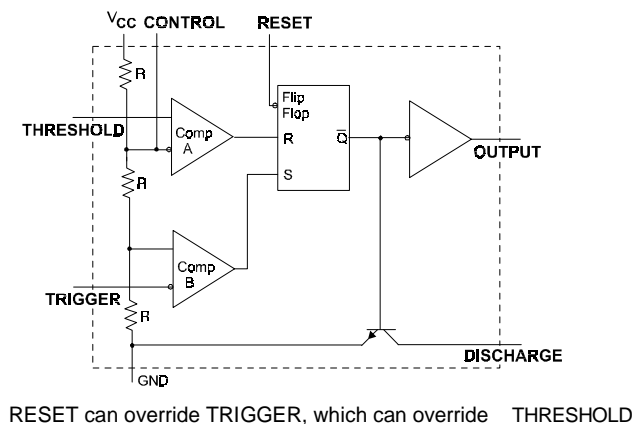 VCC CONTROL RESET
R
Flip
Flop
THRESHOLD
Comp
A
R
Q̅
OUTPUT
R
S
Comp
B
TRIGGER
R
DISCHARGE
GND
RESET can override TRIGGER, which can override THRESHOLD